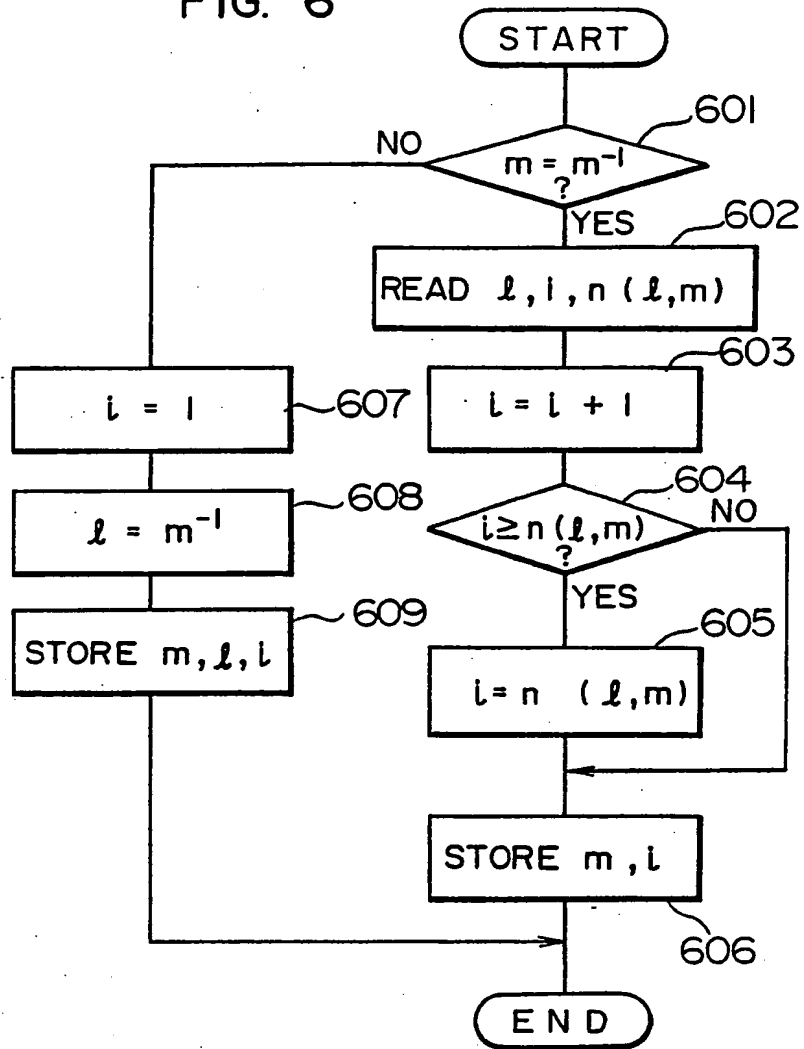 FIG. 6
START
601
NO
m = m⁻¹
?
YES
602
READ ℓ, i, n (ℓ,m)
603
i = i + 1
i = 1
607
604
i≥n (ℓ,m)
?
NO
YES
608
ℓ = m⁻¹
609
STORE m, ℓ, i
605
i = n (ℓ,m)
STORE m , i
606
END